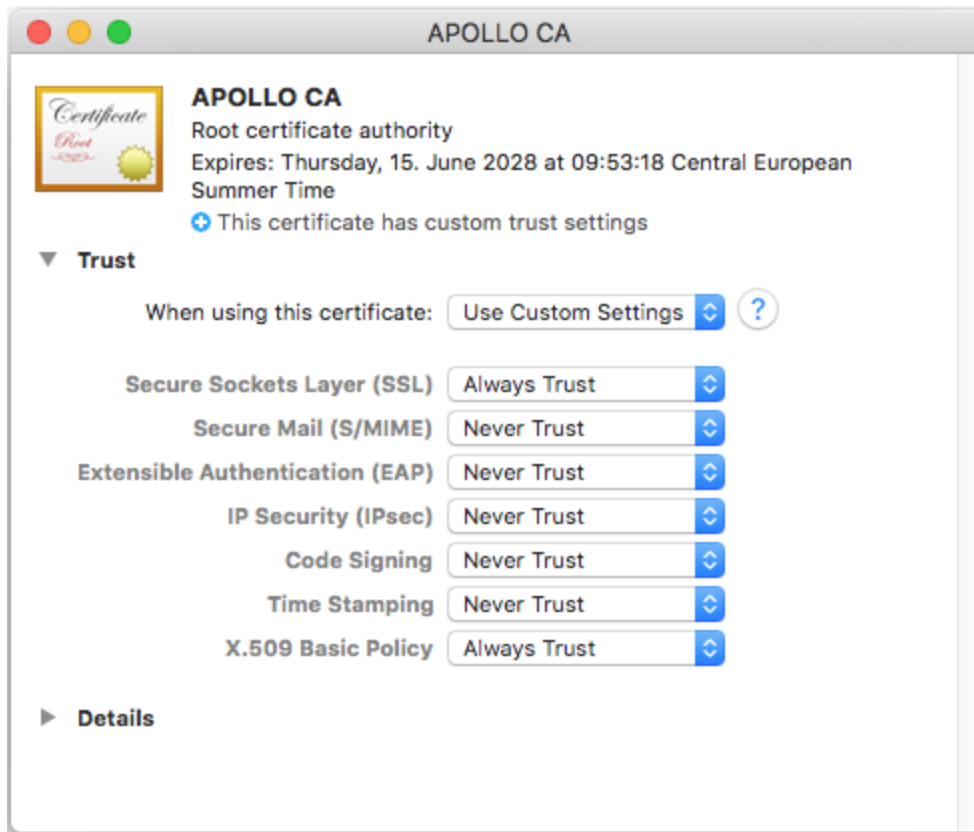 APOLLO CA
Certificate
Root
APOLLO CA
Root certificate authority
Expires: Thursday, 15. June 2028 at 09:53:18 Central European
Summer Time
This certificate has custom trust settings
Trust
When using this certificate: Use Custom Settings ?
Secure Sockets Layer (SSL) Always Trust
Secure Mail (S/MIME) Never Trust
Extensible Authentication (EAP) Never Trust
IP Security (IPsec) Never Trust
Code Signing Never Trust
Time Stamping Never Trust
X.509 Basic Policy Always Trust
Details